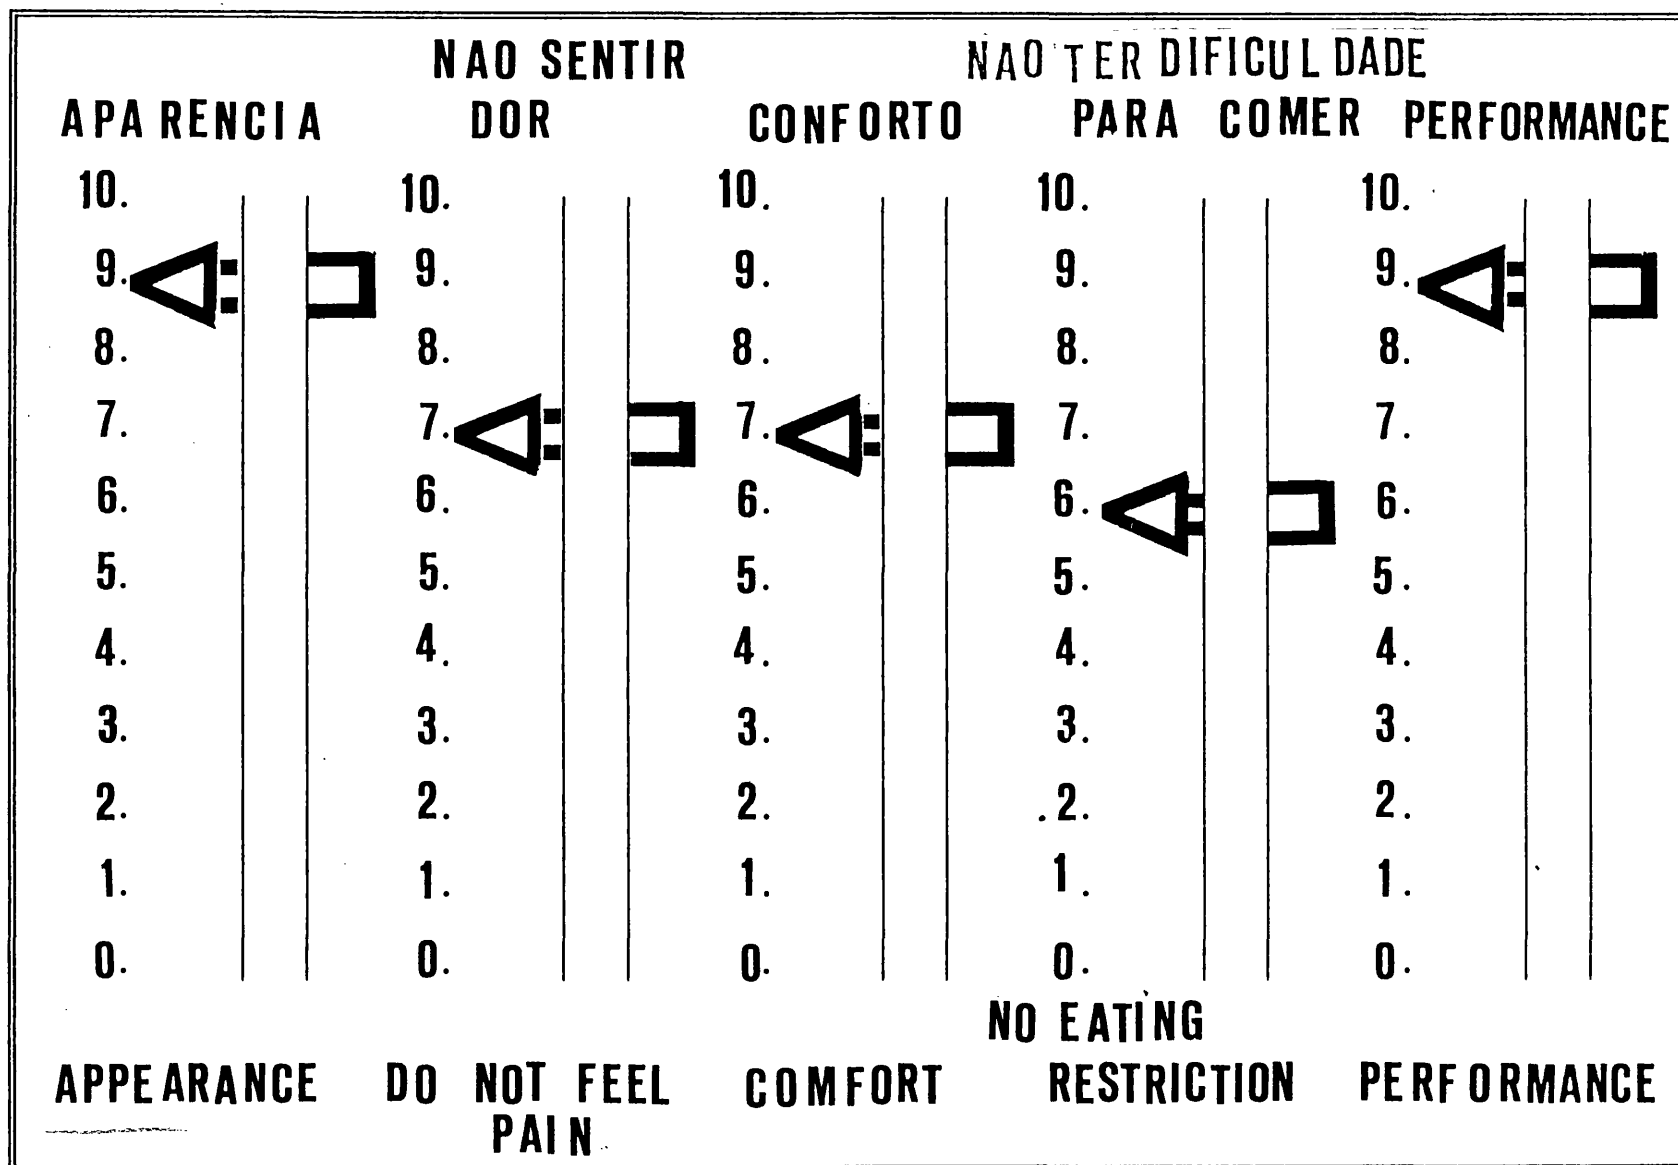 NAO SENTIR NAO TER DIFICULDADE
APARENCIA DOR CONFORTO PARA COMER PERFORMANCE
10. 10. 10. 10. 10.
9. 9. 9. 9. 9.
8. 8. 8. 8. 8.
7. 7. 7. 7. 7.
6. 6. 6. 6. 6.
5. 5. 5. 5. 5.
4. 4. 4. 4. 4.
3. 3. 3. 3. 3.
2. 2. 2. 2. 2.
1. 1. 1. 1. 1.
0. 0. 0. 0. 0.
NO EATING
APPEARANCE DO NOT FEEL COMFORT RESTRICTION PERFORMANCE
PAIN